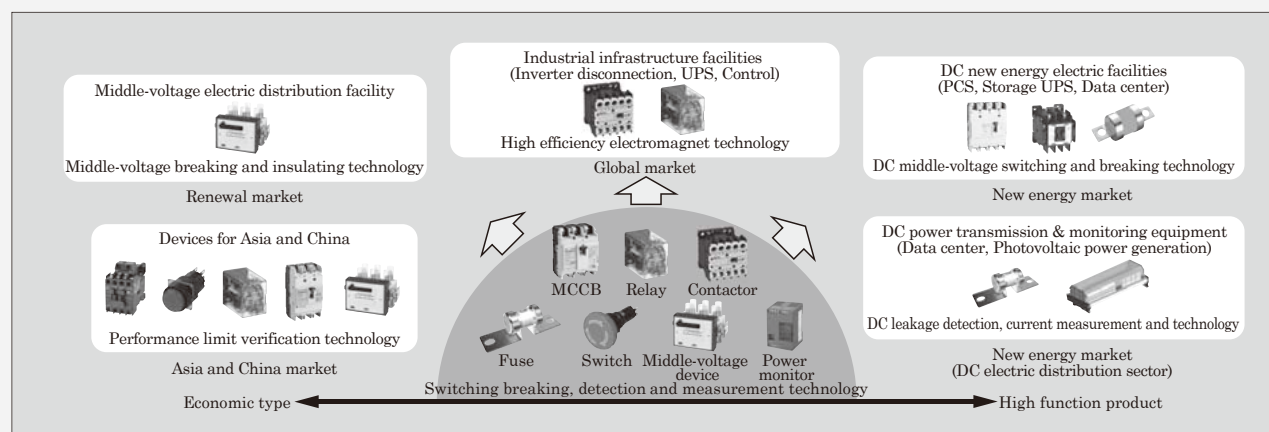 Middle-voltage electric distribution facility
Middle-voltage breaking and insulating technology
Renewal market
Devices for Asia and China
Performance limit verification technology
Asia and China market
Industrial infrastructure facilities
(Inverter disconnection, UPS, Control)
High efficiency electromagnet technology
Global market
DC new energy electric facilities
(PCS, Storage UPS, Data center)
DC middle-voltage switching and breaking technology
New energy market
DC power transmission & monitoring equipment
(Data center, Photovoltaic power generation)
DC leakage detection, current measurement and technology
New energy market
(DC electric distribution sector)
MCCB Relay Contactor
Fuse Switch Middle-voltage device Power monitor
Switching breaking, detection and measurement technology
Economic type High function product